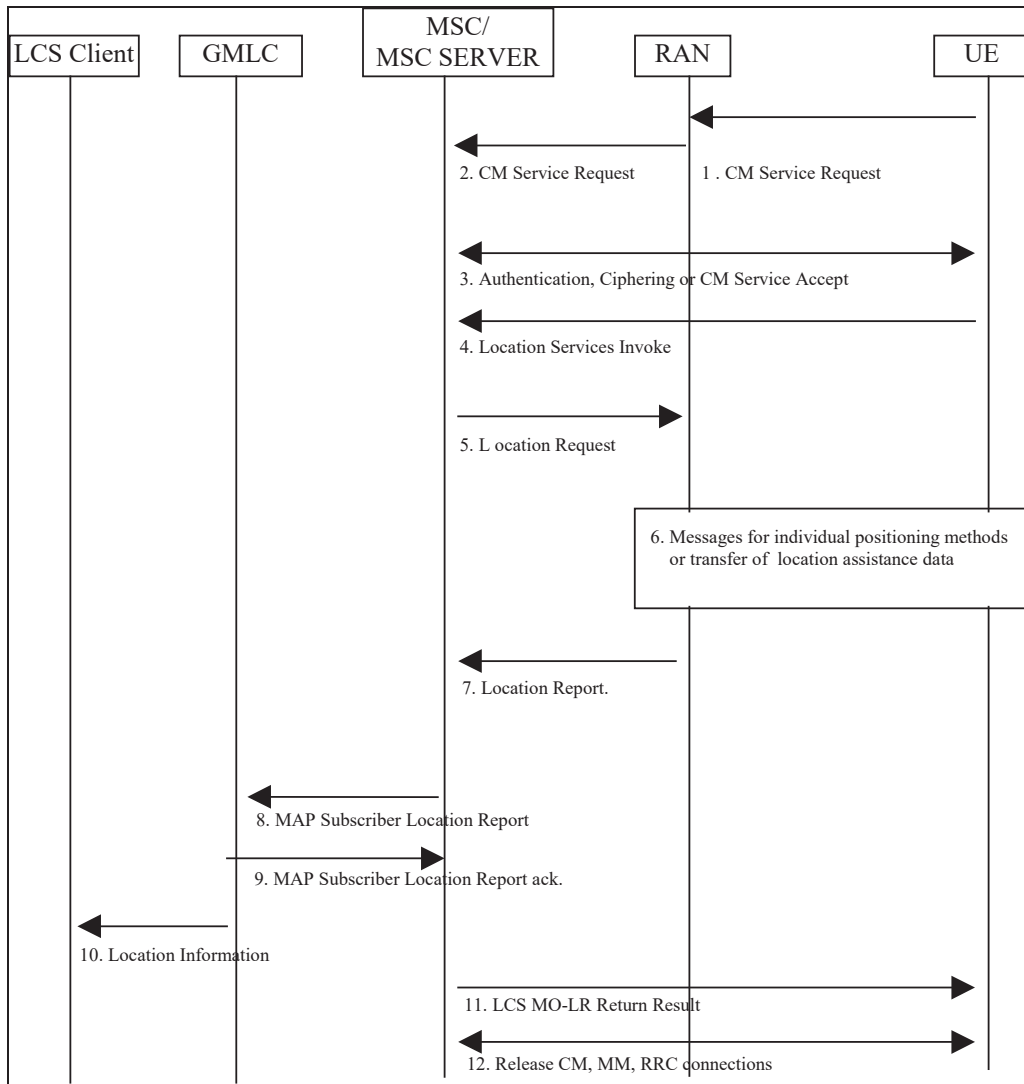 LCS Client
GMLC
MSC/
MSC SERVER
RAN
UE
2. CM Service Request
1 . CM Service Request
3. Authentication, Ciphering or CM Service Accept
4. Location Services Invoke
5. L ocation Request
6. Messages for individual positioning methods
or transfer of location assistance data
7. Location Report.
8. MAP Subscriber Location Report
9. MAP Subscriber Location Report ack.
10. Location Information
11. LCS MO-LR Return Result
12. Release CM, MM, RRC connections